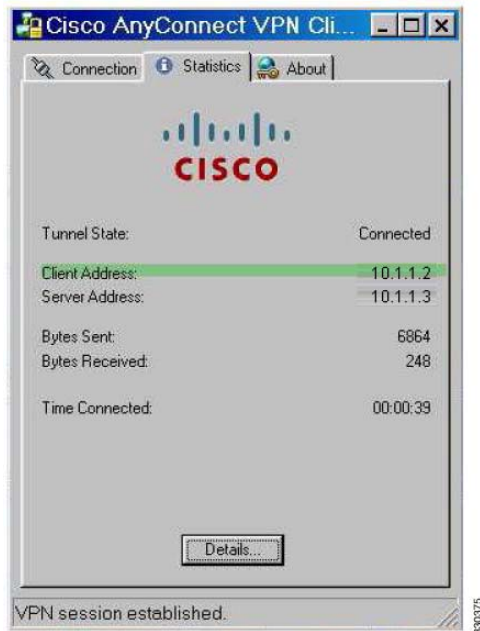 Cisco AnyConnect VPN Cli...
Connection Statistics About
CISCO
Tunnel State: Connected
Client Address: 10.1.1.2
Server Address: 10.1.1.3
Bytes Sent: 6864
Bytes Received: 248
Time Connected: 00:00:39
Details...
VPN session established.